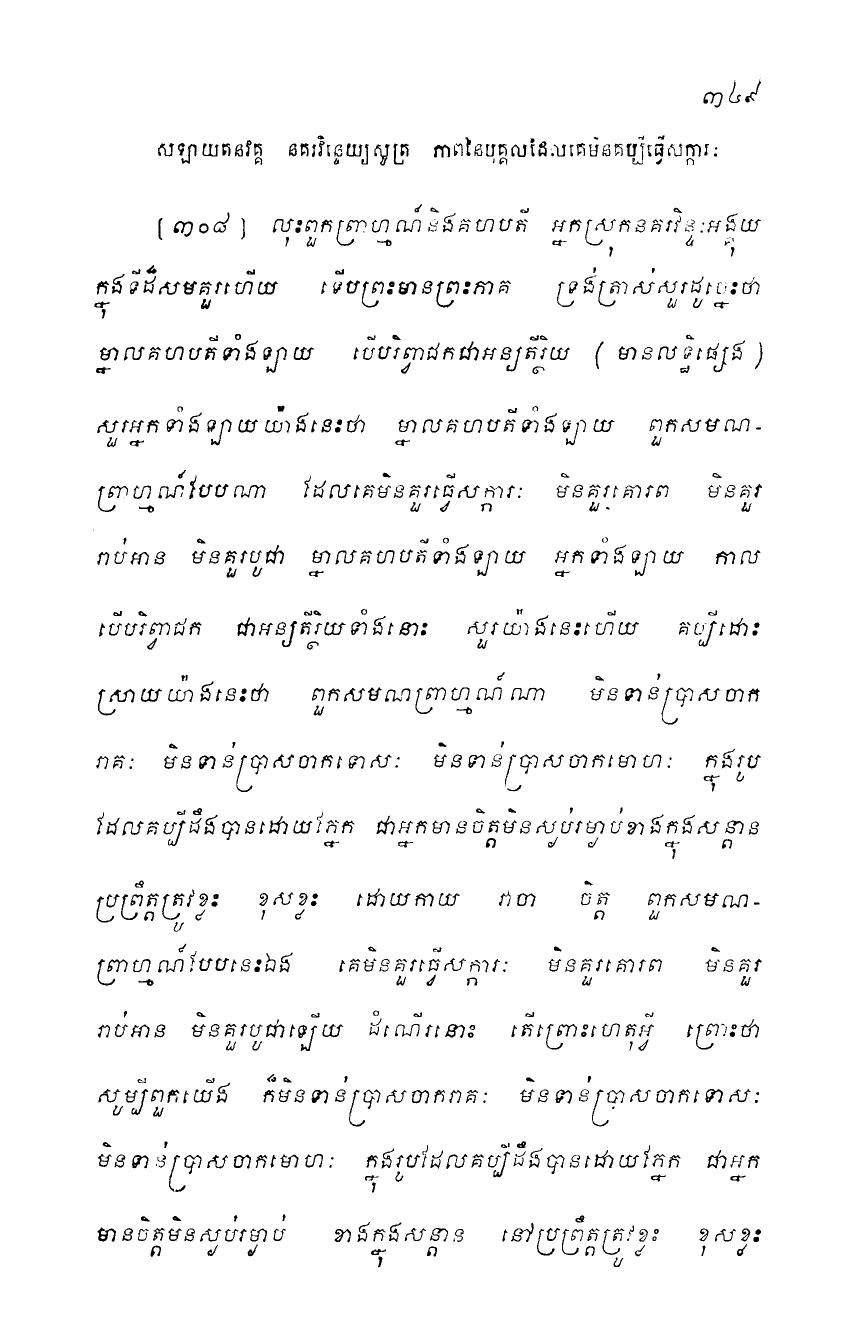 ៣៤៩
សឡាយតនវគ្គ នគរវិន្ទេយ្យសូត្រ ភាពនៃបុគ្គលដែលគេមិនគប្បីធ្វើសក្ការៈ
[៣០៨] លុះពួកព្រាហ្មណ៍និងគហបតី អ្នកស្រុកនគរវិន្ទៈអង្គុយ
ក្នុងទីដ៏សមគួរហើយ ទើបព្រះមានព្រះភាគ ទ្រង់ត្រាស់សួរដូច្នេះថា
ម្នាលគហបតីទាំងឡាយ បើបរិព្វាជកជាអន្យតីរ្ថិយ (មានលទ្ធិផ្សេង)
សួរអ្នកទាំងឡាយយ៉ាងនេះថា ម្នាលគហបតីទាំងឡាយ ពួកសមណ-
ព្រាហ្មណ៍បែបណា ដែលគេមិនគួរធ្វើសក្ការៈ មិនគួរគោរព មិនគួរ
រាប់អាន មិនគួរបូជា ម្នាលគហបតីទាំងឡាយ អ្នកទាំងឡាយ កាល
បើបរិព្វាជក ជាអន្យតីរ្ថិយទាំងនោះ សួរយ៉ាងនេះហើយ គប្បីដោះ
ស្រាយយ៉ាងនេះថា ពួកសមណព្រាហ្មណ៍ណា មិនទាន់ប្រាសចាក
រាគៈ មិនទាន់ប្រាសចាកទោសៈ មិនទាន់ប្រាសចាកមោហៈ ក្នុងរូប
ដែលគប្បីដឹងបានដោយភ្នែក ជាអ្នកមានចិត្តមិនស្ងប់រម្ងាប់ខាងក្នុងសន្តាន
ប្រព្រឹត្តត្រូវខ្លះ ខុសខ្លះ ដោយកាយ វាចា ចិត្ត ពួកសមណ-
ព្រាហ្មណ៍បែបនេះឯង គេមិនគួរធ្វើសក្ការៈ មិនគួរគោរព មិនគួរ
រាប់អាន មិនគួរបូជាឡើយ ដំណើរនោះ តើព្រោះហេតុអ្វី ព្រោះថា
សូម្បីពួកយើង ក៏មិនទាន់ប្រាសចាករាគៈ មិនទាន់ប្រាសចាកទោសៈ
មិនទាន់ប្រាសចាកមោហៈ ក្នុងរូបដែលគប្បីដឹងបានដោយភ្នែក ជាអ្នក
មានចិត្តមិនស្ងប់រម្ងាប់ ខាងក្នុងសន្តាន នៅប្រព្រឹត្តត្រូវខ្លះ ខុសខ្លះ